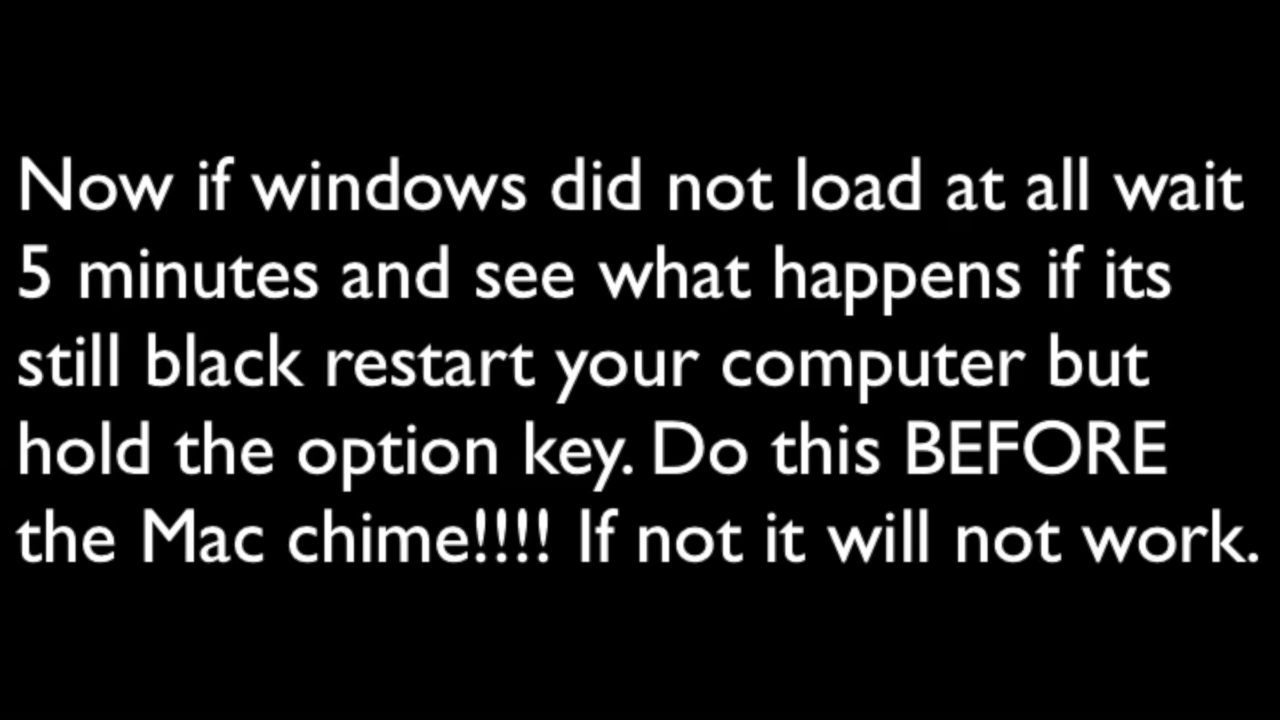 Now if windows did not load at all wait
5 minutes and see what happens if its
still black restart your computer but
hold the option key. Do this BEFORE
the Mac chime!!!! If not it will not work.